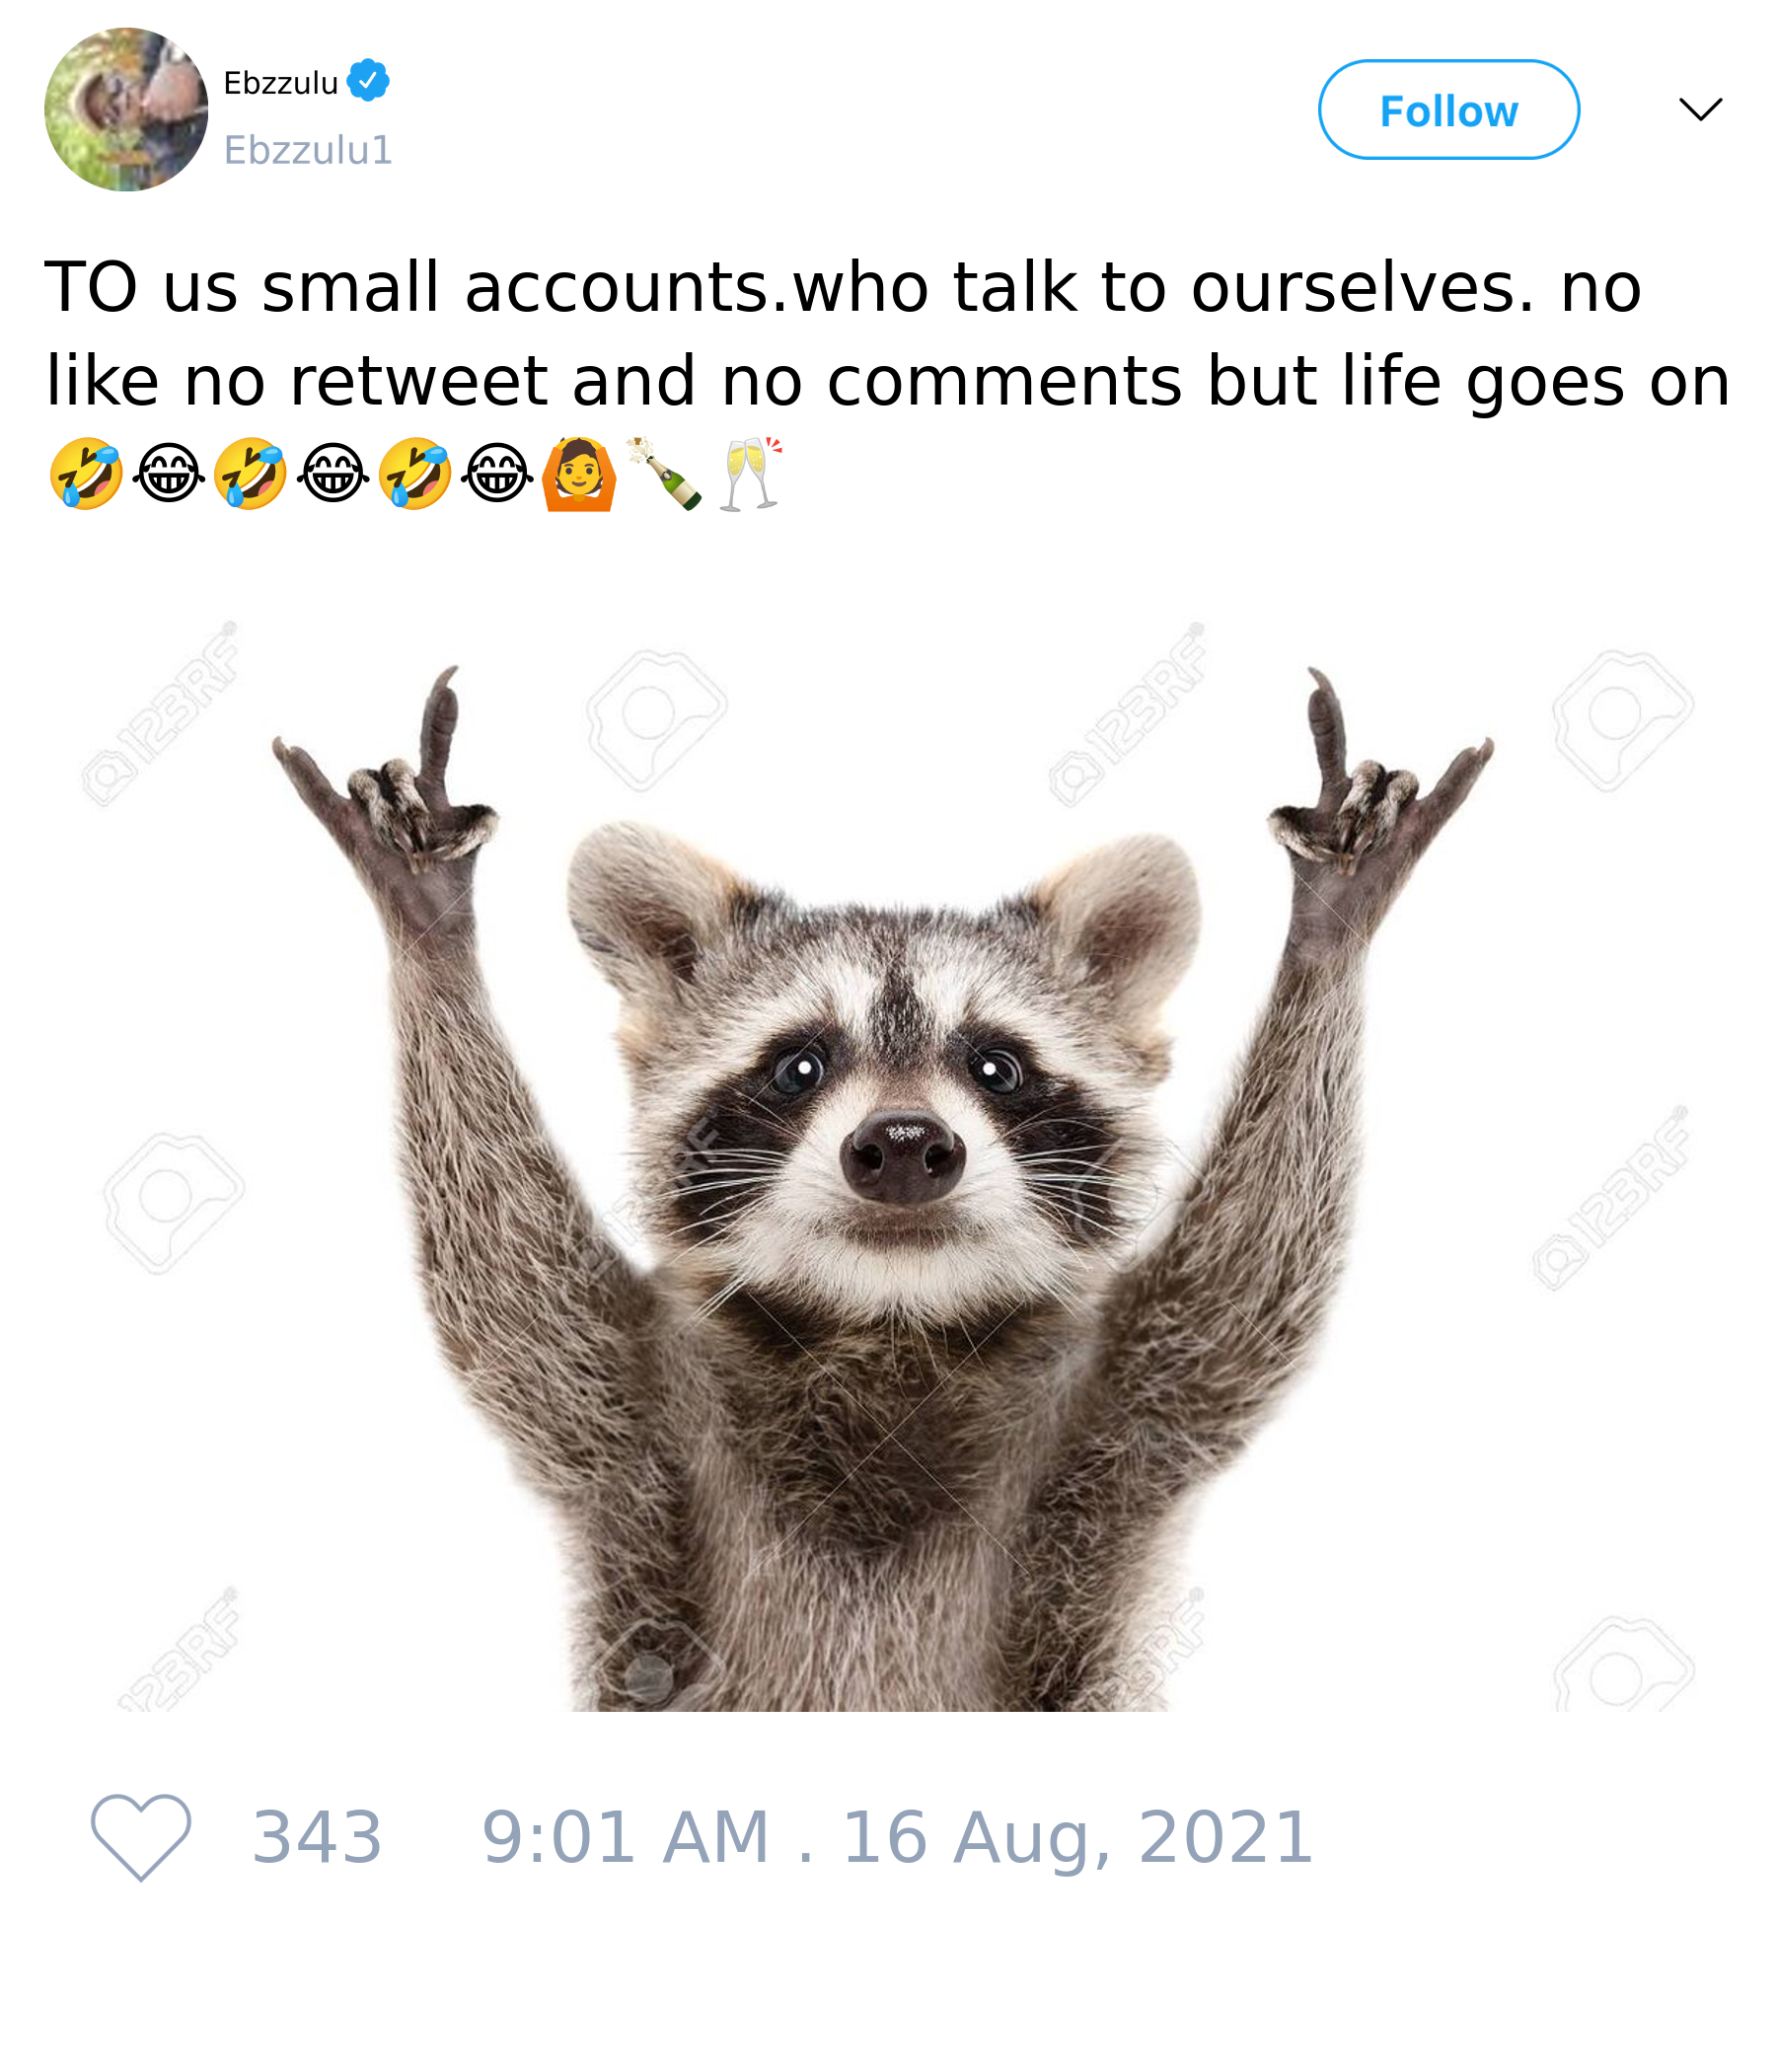 Ebzzulu
Ebzzulu1
Follow
TO us small accounts.who talk to ourselves. no
like no retweet and no comments but life goes on
🤣😂🤣😂🤣😂🙆🍾🥂
123RF
123RF
123RF
123RF
123RF
123RF
343 9:01 AM . 16 Aug, 2021